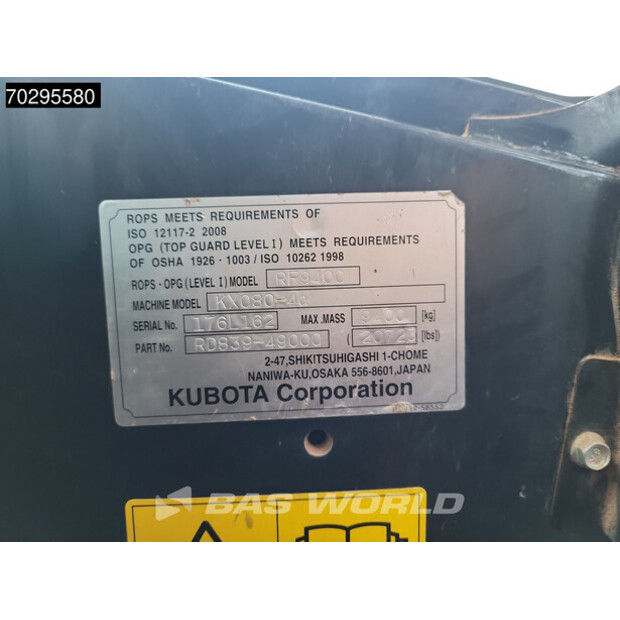 70295580
ROPS MEETS REQUIREMENTS OF
ISO 12117-2 2008
OPG (TOP GUARD LEVEL I) MEETS REQUIREMENTS
OF OSHA 1926・1003 / ISO 10262 1998
ROPS・OPG (LEVEL I) MODEL RF9400
MACHINE MODEL KX080-4α
SERIAL No. 176L162 MAX.MASS 9400 [kg]
PART No. RD839-49000 ( 20723 [lbs])
2-47,SHIKITSUHIGASHI 1-CHOME
NANIWA-KU,OSAKA 556-8601,JAPAN
KUBOTA Corporation
BAS WORLD